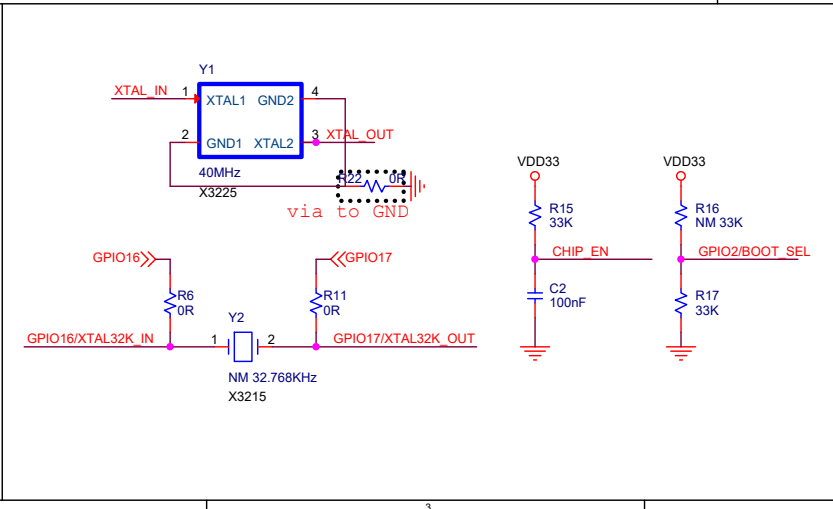 Y1
XTAL_IN 1 XTAL1 GND2 4
2 GND1 XTAL2 3 XTAL_OUT
40MHz
X3225
R22 0R
via to GND
VDD33
R15
33K
CHIP_EN
C2
100nF
VDD33
R16
NM 33K
GPIO2/BOOT_SEL
R17
33K
GPIO16
R6
0R
GPIO17
R11
0R
Y2
GPIO16/XTAL32K_IN 1 2 GPIO17/XTAL32K_OUT
NM 32.768KHz
X3215
3